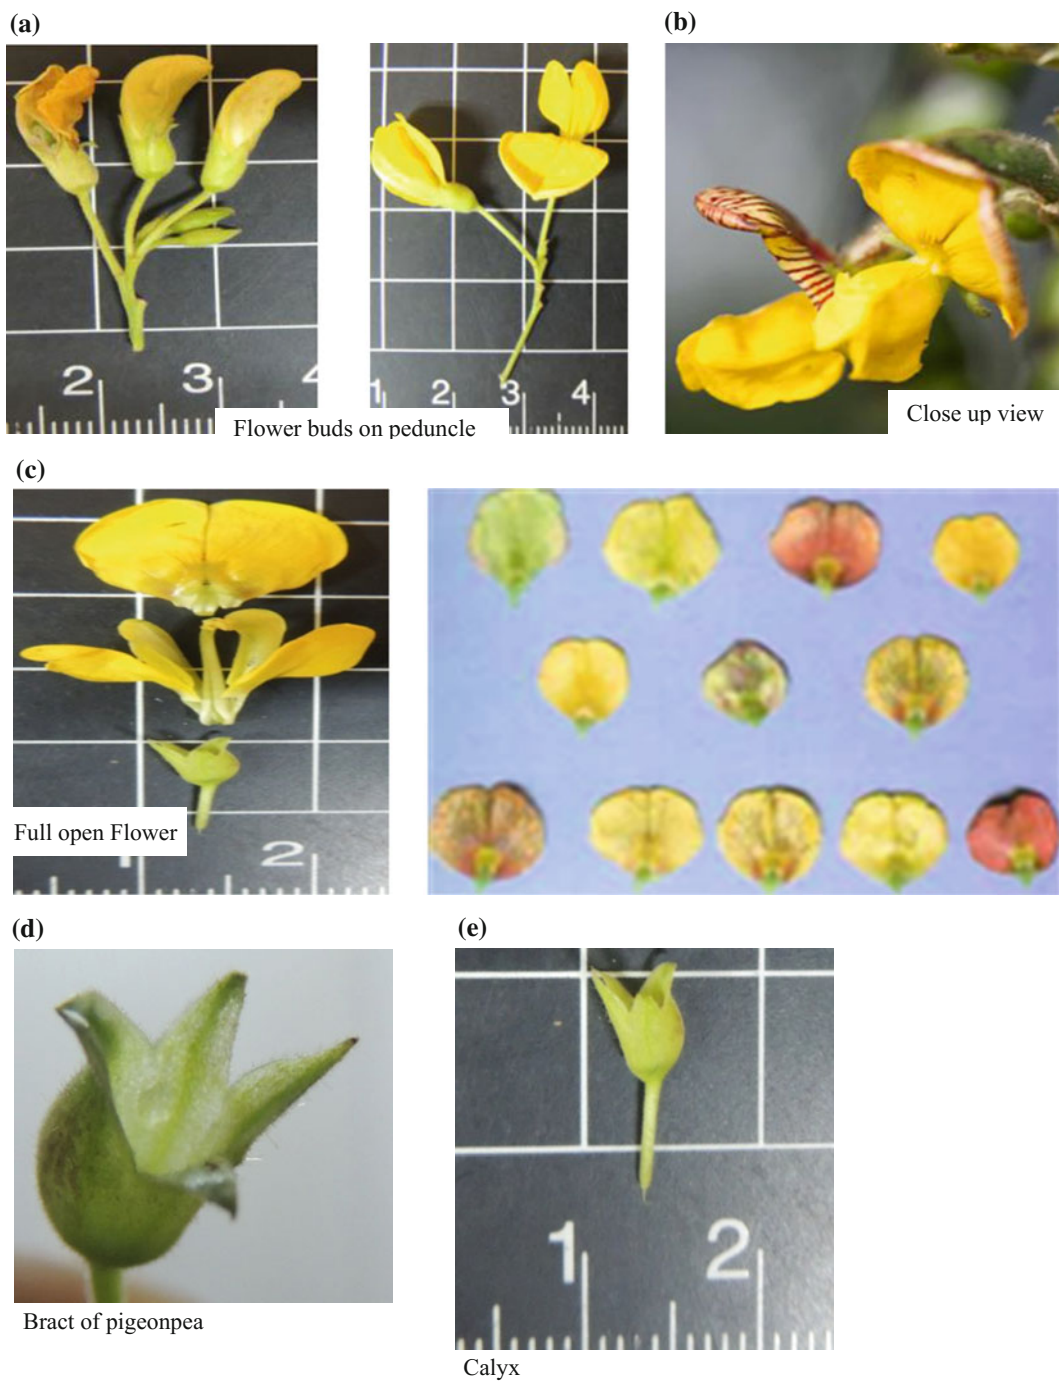 (a)
(b)
2 3 4
1 2 3 4
Flower buds on peduncle
Close up view
(c)
Full open Flower
1 2
(d)
(e)
Bract of pigeonpea
1 2
Calyx